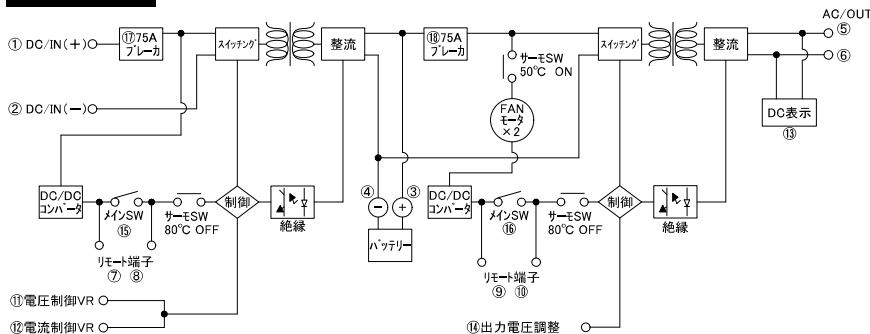 AC/OUT
① DC/IN(+)
⑰75A
ブレーカ
スイッチング
整流
⑱75A
ブレーカ
サーモSW
50℃ ON
スイッチング
整流
⑤
⑥
② DC/IN(−)
FAN
モータ
×2
DC表示
⑬
DC/DC
コンバータ
メインSW
⑮
サーモSW
80℃ OFF
制御
絶縁
④
③
−
+
バッテリー
DC/DC
コンバータ
メインSW
⑯
サーモSW
80℃ OFF
制御
絶縁
リモート端子
⑦ ⑧
リモート端子
⑨ ⑩
⑪電圧制御VR
⑫電流制御VR
⑭出力電圧調整